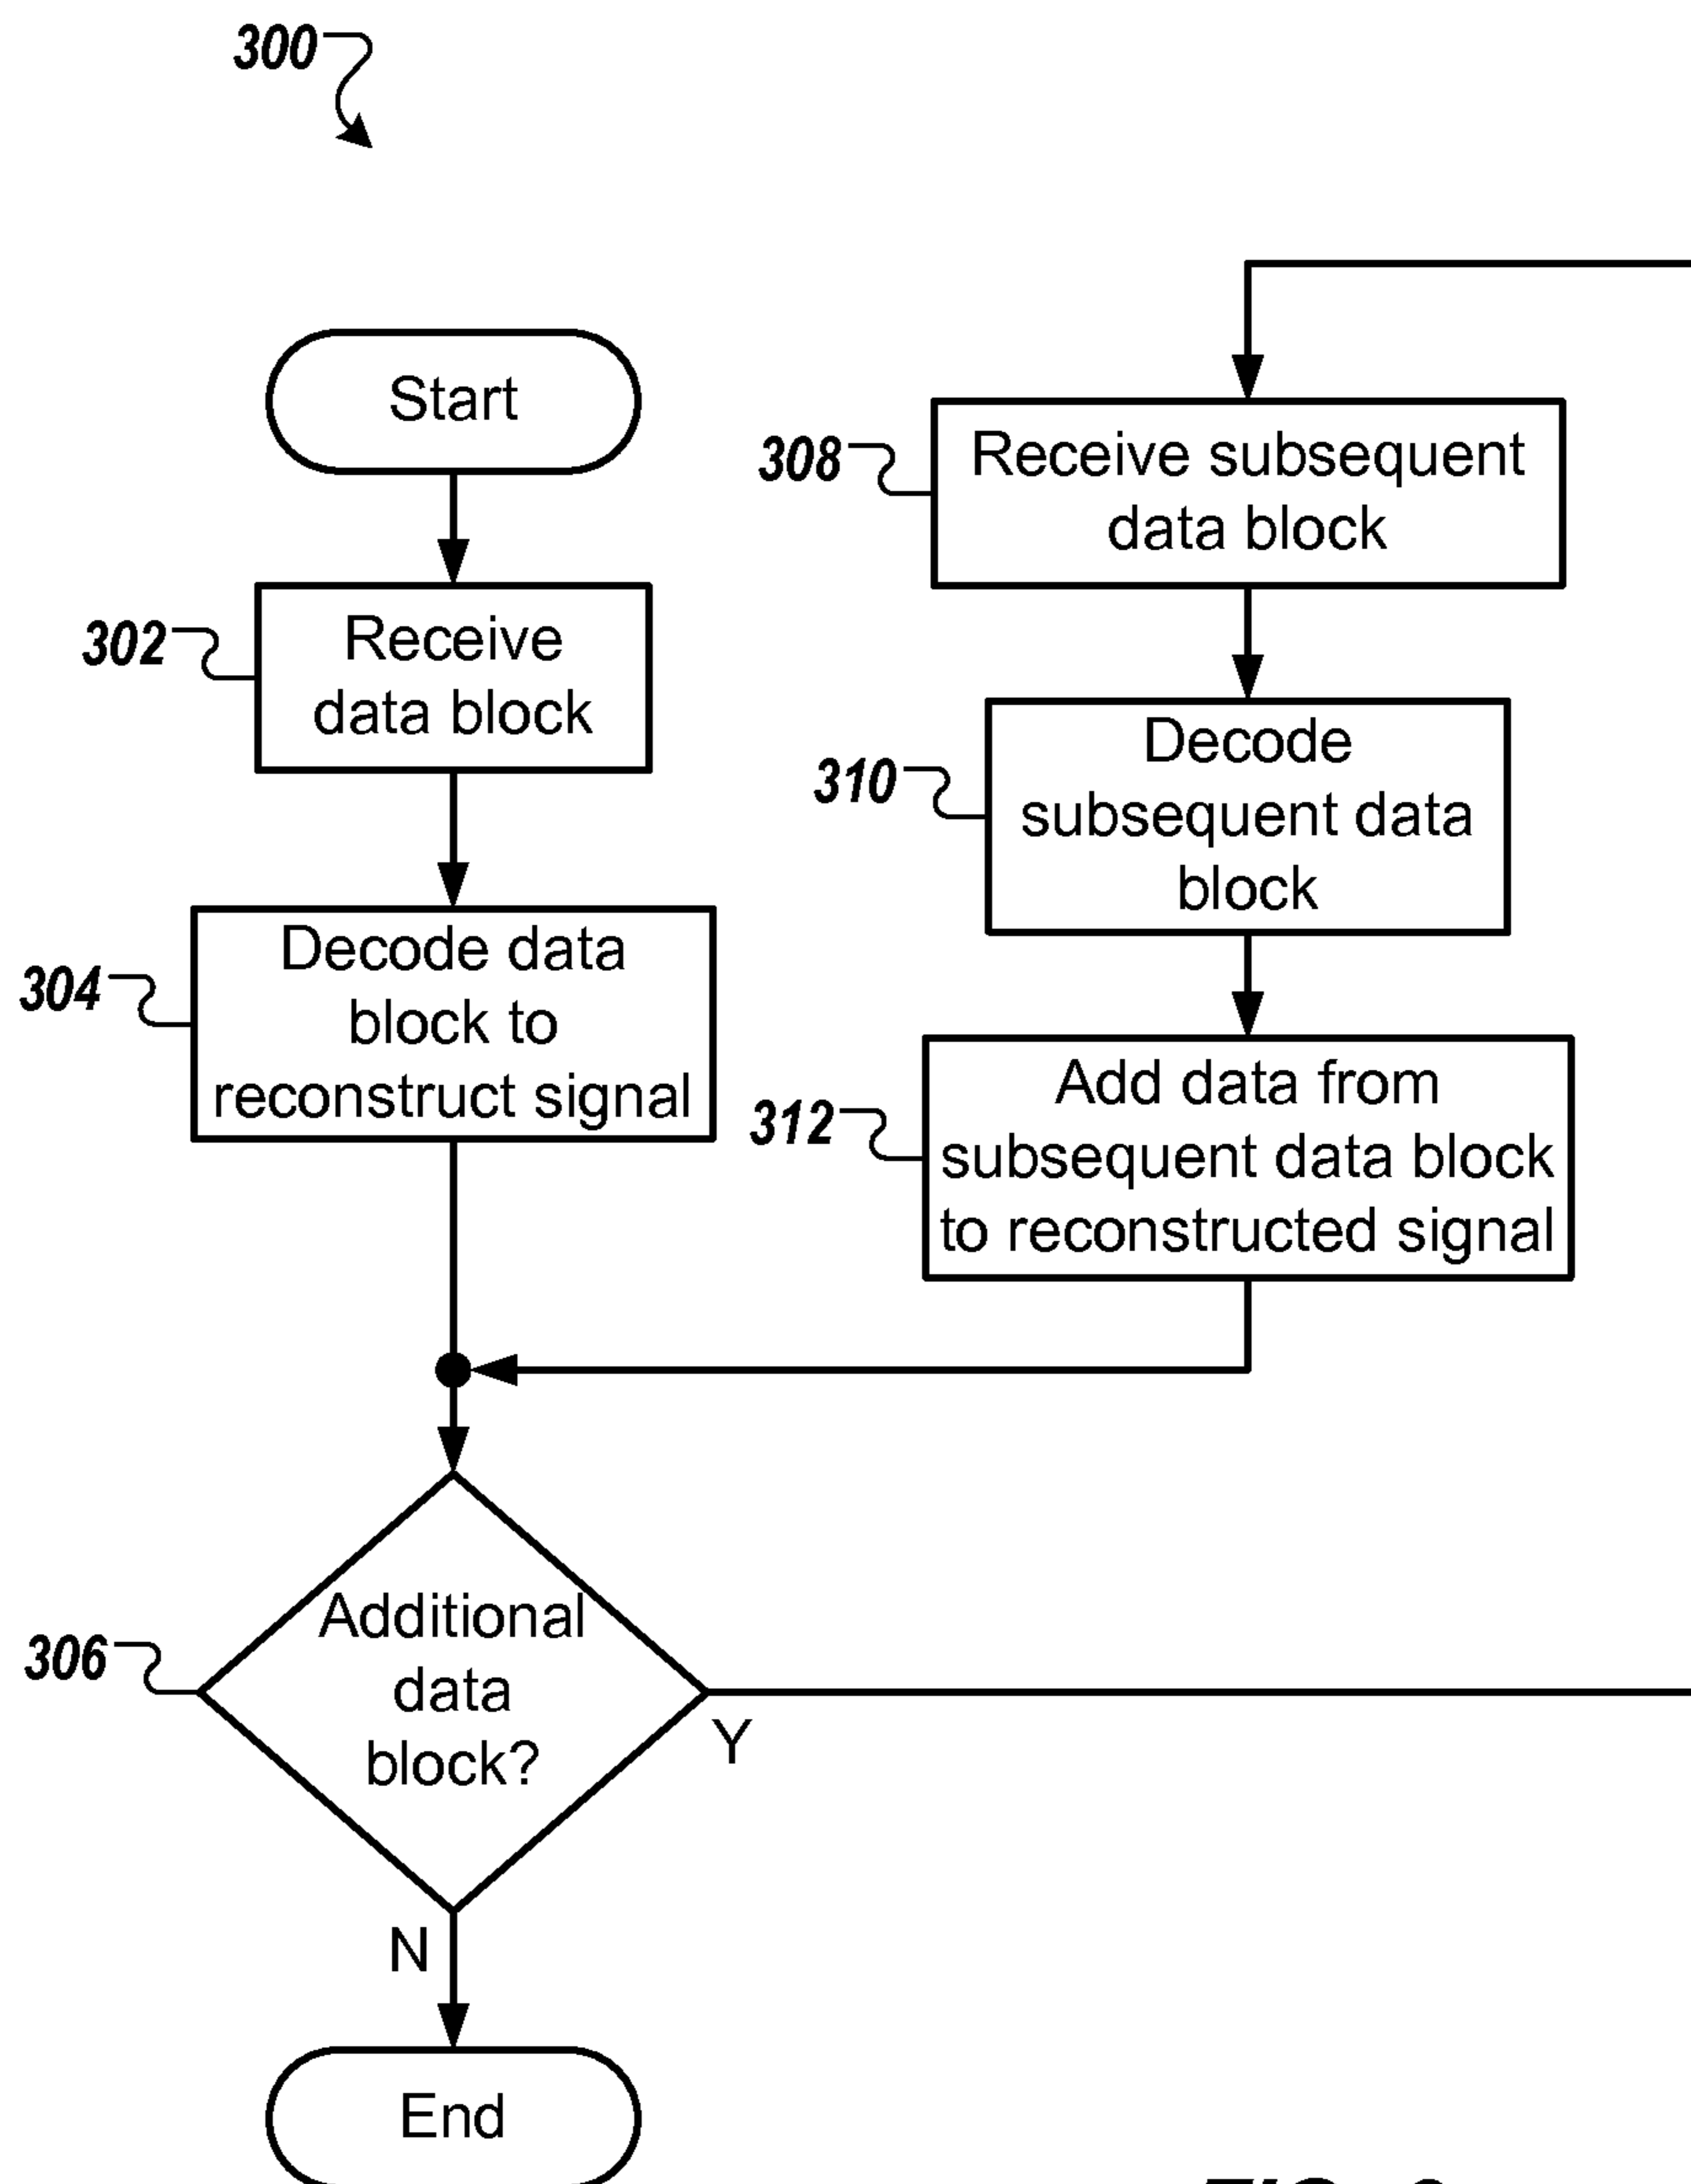 300
Start
302
Receive
data block
304
Decode data
block to
reconstruct signal
306
Additional
data
block?
Y
N
End
308
Receive subsequent
data block
310
Decode
subsequent data
block
312
Add data from
subsequent data block
to reconstructed signal